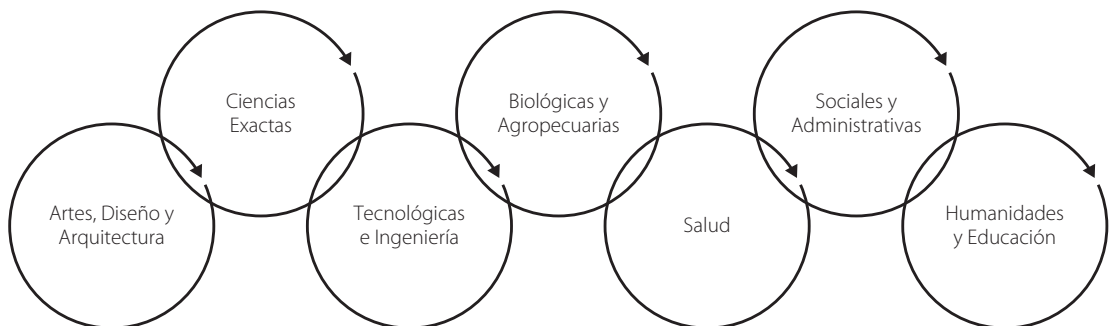 Ciencias
Exactas
Biológicas y
Agropecuarias
Sociales y
Administrativas
Artes, Diseño y
Arquitectura
Tecnológicas
e Ingeniería
Salud
Humanidades
y Educación